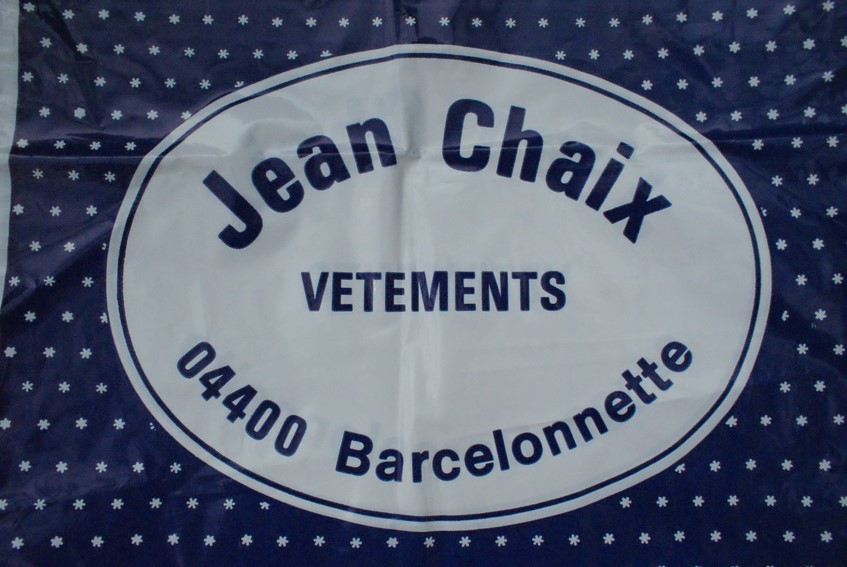 Jean Chaix
VETEMENTS
04400 Barcelonnette